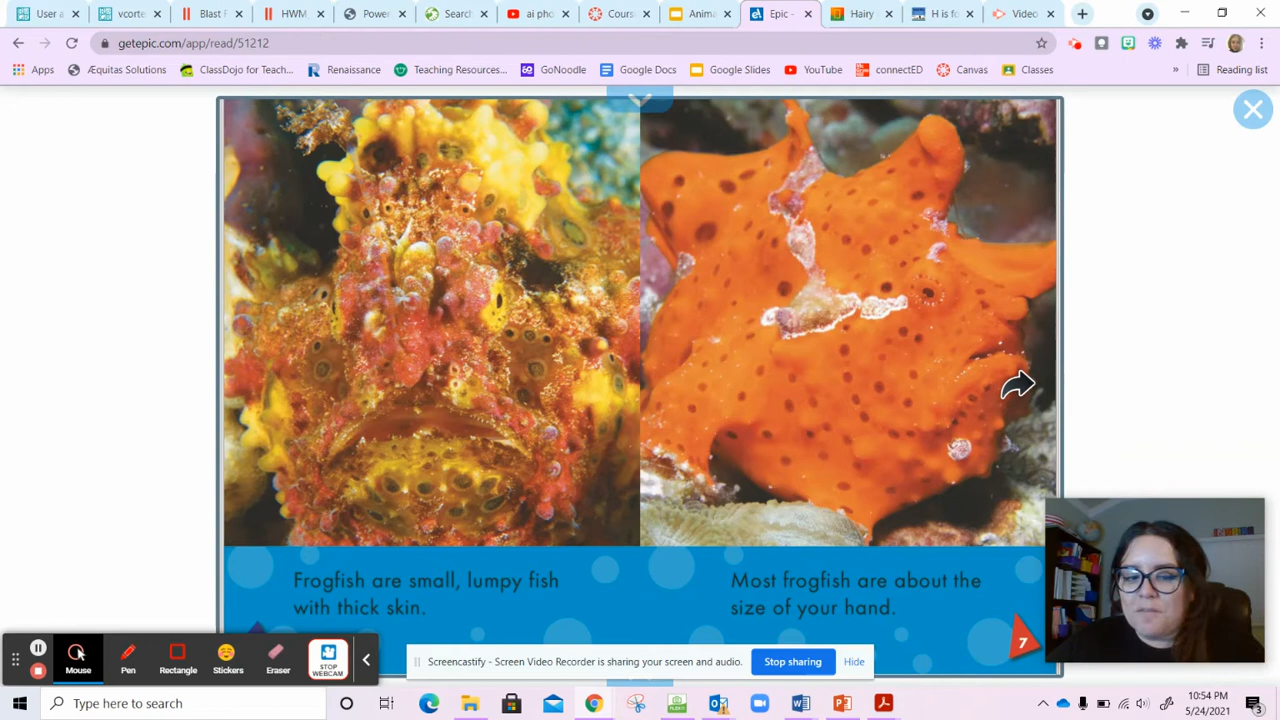 User a
vcorte
Blast F
HWM
Power
Search
ai pho
Cours
Anima
Epic -
Hairy
H is fo
Video
getepic.com/app/read/51212
Apps
Equitas Solution
ClassDojo for Teach...
Renaissance
Teaching Resources...
GoNoodle
Google Docs
Google Slides
YouTube
connectED
Canvas
Classes
»
Reading list
Frogfish are small, lumpy fish
with thick skin.
Most frogfish are about the
size of your hand.
7
Mouse
Pen
Rectangle
Stickers
Eraser
STOP
WEBCAM
Screencastify - Screen Video Recorder is sharing your screen and audio.
Stop sharing
Hide
Type here to search
10:54 PM
5/24/2021
3